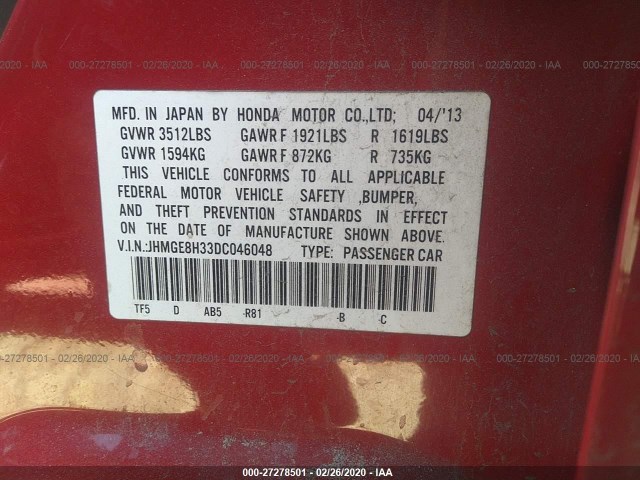 000-27278501 - 02/26/2020 - IAA
MFD. IN JAPAN BY HONDA MOTOR CO.,LTD; 04/'13
GVWR 3512LBS GAWR F 1921LBS R 1619LBS
GVWR 1594KG GAWR F 872KG R 735KG
THIS VEHICLE CONFORMS TO ALL APPLICABLE
FEDERAL MOTOR VEHICLE SAFETY ,BUMPER,
AND THEFT PREVENTION STANDARDS IN EFFECT
ON THE DATE OF MANUFACTURE SHOWN ABOVE.
V.I.N.:JHMGE8H33DC046048 TYPE: PASSENGER CAR
TF5 D AB5 -R81 -B -C
000-27278501 - 02/26/2020 - IAA
000-27278501 - 02/26/2020 - IAA